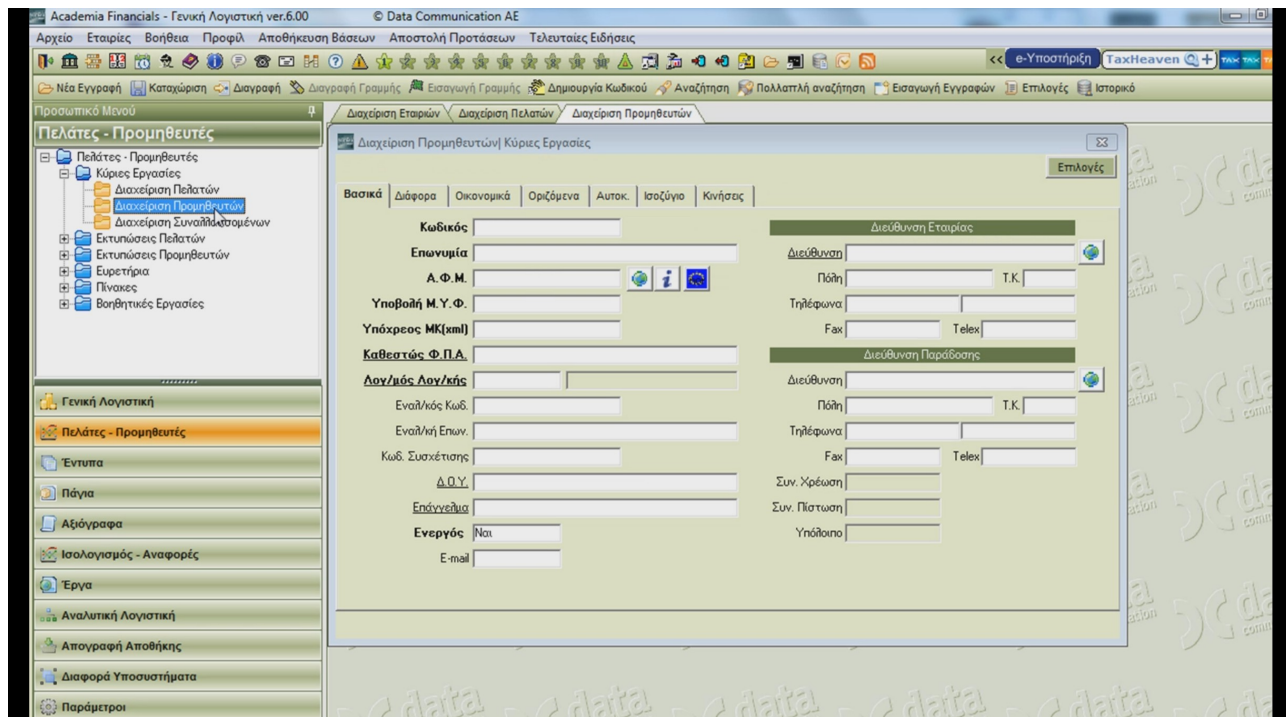 Academia Financials - Γενική Λογιστική ver.6.00 © Data Communication AE
Αρχείο Εταιρίες Βοήθεια Προφίλ Αποθήκευση Βάσεων Αποστολή Προτάσεων Τελευταίες Ειδήσεις
<< e-Υποστήριξη TaxHeaven
Νέα Εγγραφή Καταχώριση Διαγραφή Διαγραφή Γραμμής Εισαγωγή Γραμμής Δημιουργία Κωδικού Αναζήτηση Πολλαπλή αναζήτηση Εισαγωγή Εγγραφών Επιλογές Ιστορικό
Προσωπικό Μενού
Διαχείριση Εταιριών Διαχείριση Πελατών Διαχείριση Προμηθευτών
Πελάτες - Προμηθευτές
Πελάτες - Προμηθευτές
Κύριες Εργασίες
Διαχείριση Πελατών
Διαχείριση Προμηθευτών
Διαχείριση Συναλλασσομένων
Εκτυπώσεις Πελατών
Εκτυπώσεις Προμηθευτών
Ευρετήρια
Πίνακες
Βοηθητικές Εργασίες
Γενική Λογιστική
Πελάτες - Προμηθευτές
Έντυπα
Πάγια
Αξιόγραφα
Ισολογισμός - Αναφορές
Έργα
Αναλυτική Λογιστική
Απογραφή Αποθήκης
Διαφορά Υποσυστήματα
Παράμετροι
Διαχείριση Προμηθευτών| Κύριες Εργασίες
Επιλογές
Βασικά Διάφορα Οικονομικά Οριζόμενα Αυτοκ. Ισοζύγιο Κινήσεις
Κωδικός
Επωνυμία
Α.Φ.Μ.
Υποβολή Μ.Υ.Φ.
Υπόχρεος ΜΚ(xml)
Καθεστώς Φ.Π.Α.
Λογ/μός Λογ/κής
Εναλ/κός Κωδ.
Εναλ/κή Επων.
Κωδ. Συσχέτισης
Δ.Ο.Υ.
Επάγγελμα
Ενεργός Ναι
E-mail
Διεύθυνση Εταιρίας
Διεύθυνση
Πόλη Τ.Κ.
Τηλέφωνα
Fax Telex
Διεύθυνση Παράδοσης
Διεύθυνση
Πόλη Τ.Κ.
Τηλέφωνα
Fax Telex
Συν. Χρέωση
Συν. Πίστωση
Υπόλοιπο
data data data data